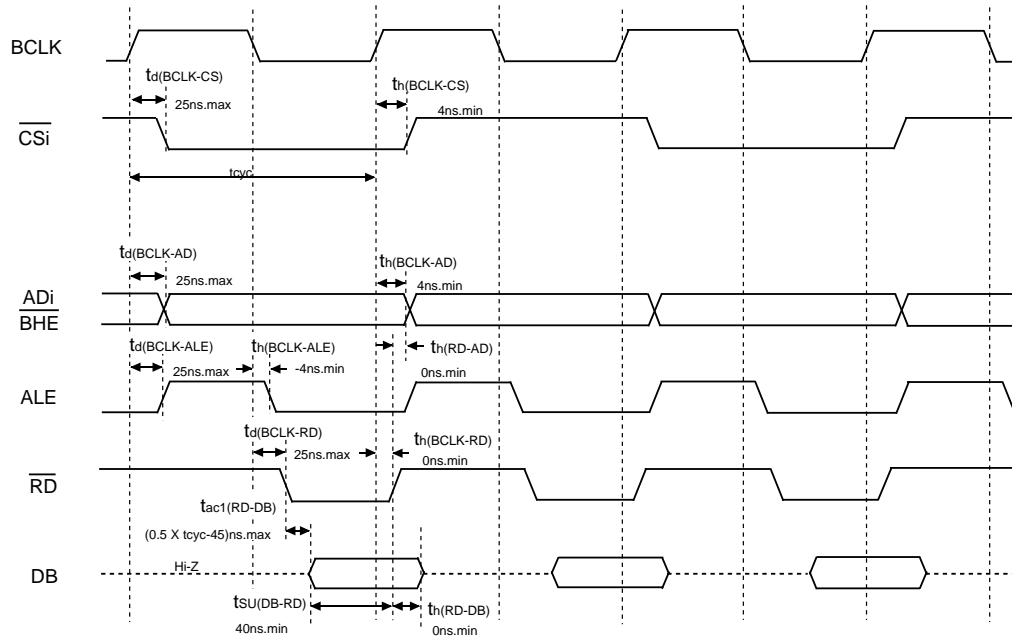 BCLK
td(BCLK-CS)
25ns.max
th(BCLK-CS)
4ns.min
CSi
tcyc
td(BCLK-AD)
25ns.max
th(BCLK-AD)
4ns.min
ADi
BHE
td(BCLK-ALE)
25ns.max
th(BCLK-ALE)
-4ns.min
th(RD-AD)
0ns.min
ALE
td(BCLK-RD)
25ns.max
th(BCLK-RD)
0ns.min
RD
tac1(RD-DB)
(0.5 X tcyc-45)ns.max
Hi-Z
DB
tSU(DB-RD)
40ns.min
th(RD-DB)
0ns.min